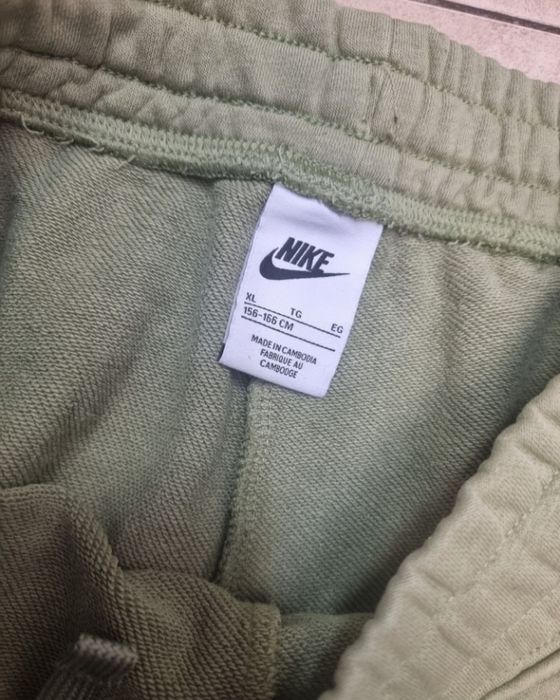 NIKE
XL TG EG
156-166 CM
MADE IN CAMBODIA
FABRIQUE AU
CAMBODGE